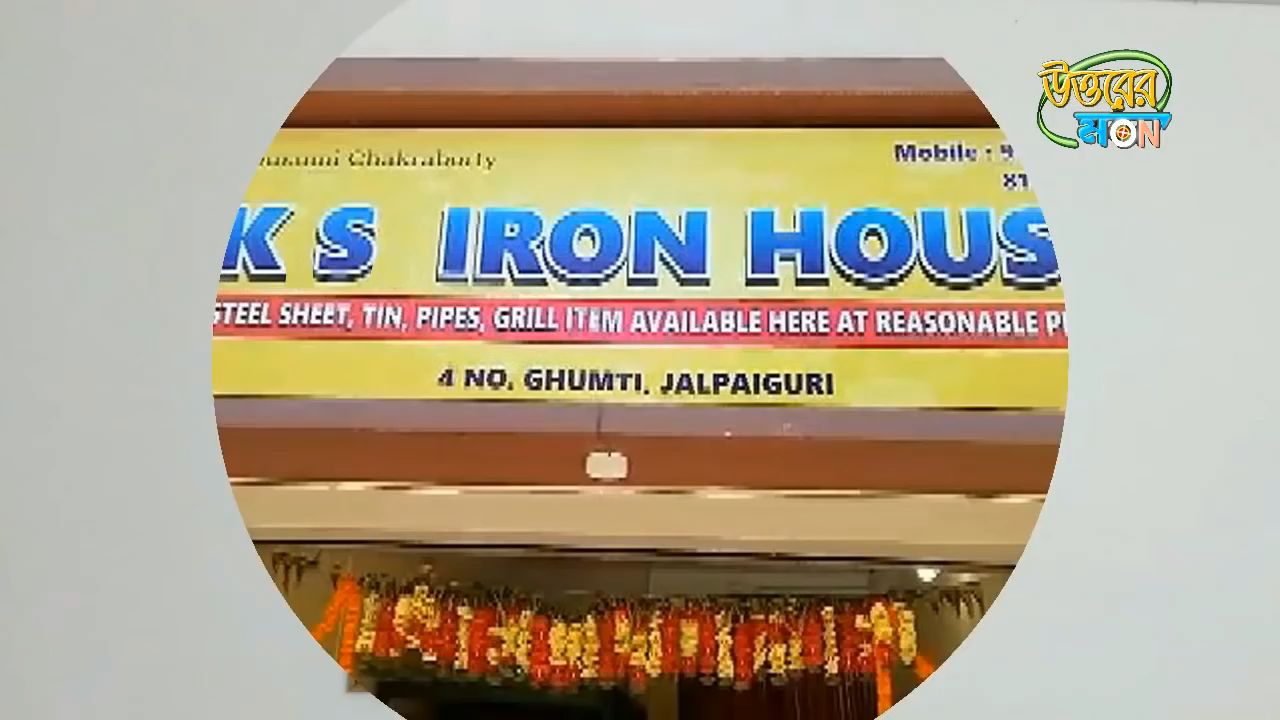 Chakraborty
Mobile : 9
81
K S IRON HOUS
STEEL SHEET, TIN, PIPES, GRILL ITEM AVAILABLE HERE AT REASONABLE
4 NO. GHUMTI, JALPAIGURI
উত্তরের
মন